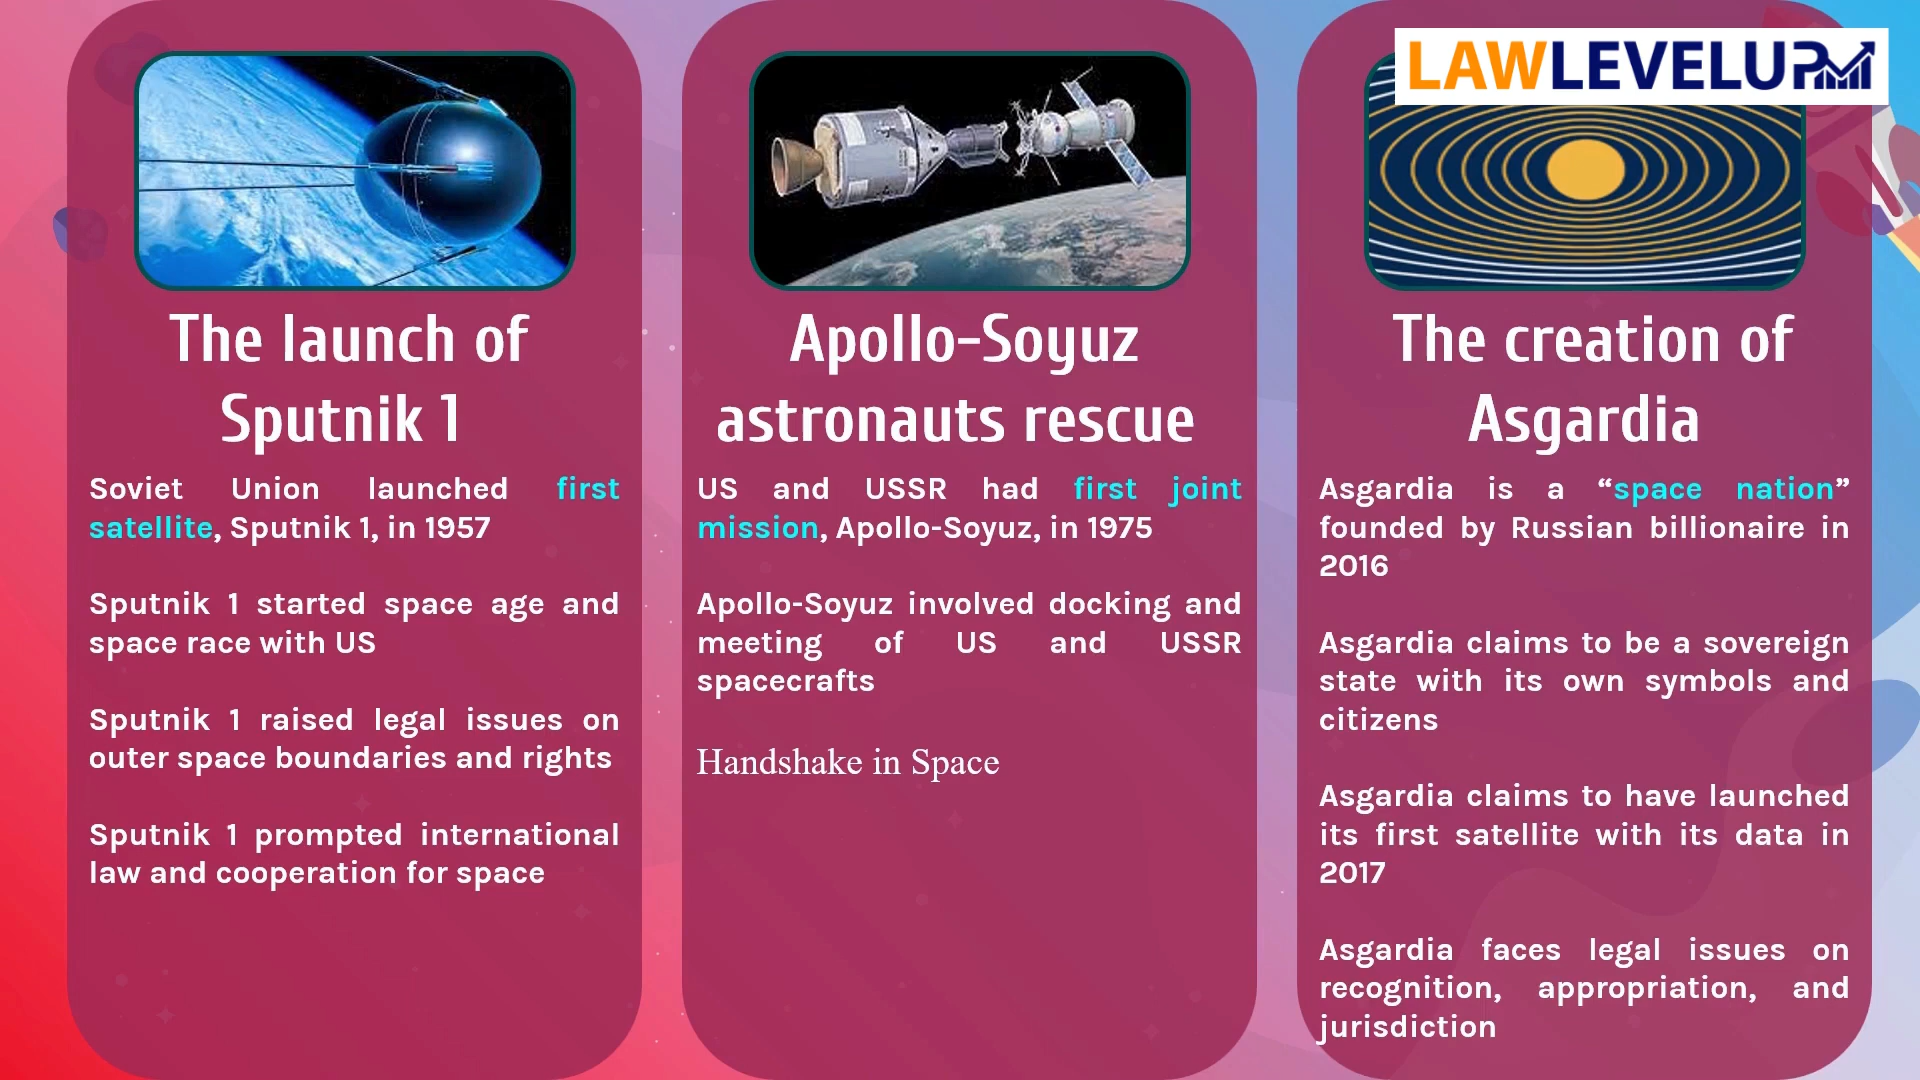 LAWLEVELUP
The launch of
Sputnik 1
Soviet Union launched first
satellite, Sputnik 1, in 1957
Sputnik 1 started space age and
space race with US
Sputnik 1 raised legal issues on
outer space boundaries and rights
Sputnik 1 prompted international
law and cooperation for space
Apollo-Soyuz
astronauts rescue
US and USSR had first joint
mission, Apollo-Soyuz, in 1975
Apollo-Soyuz involved docking and
meeting of US and USSR
spacecrafts
Handshake in Space
The creation of
Asgardia
Asgardia is a “space nation”
founded by Russian billionaire in
2016
Asgardia claims to be a sovereign
state with its own symbols and
citizens
Asgardia claims to have launched
its first satellite with its data in
2017
Asgardia faces legal issues on
recognition, appropriation, and
jurisdiction